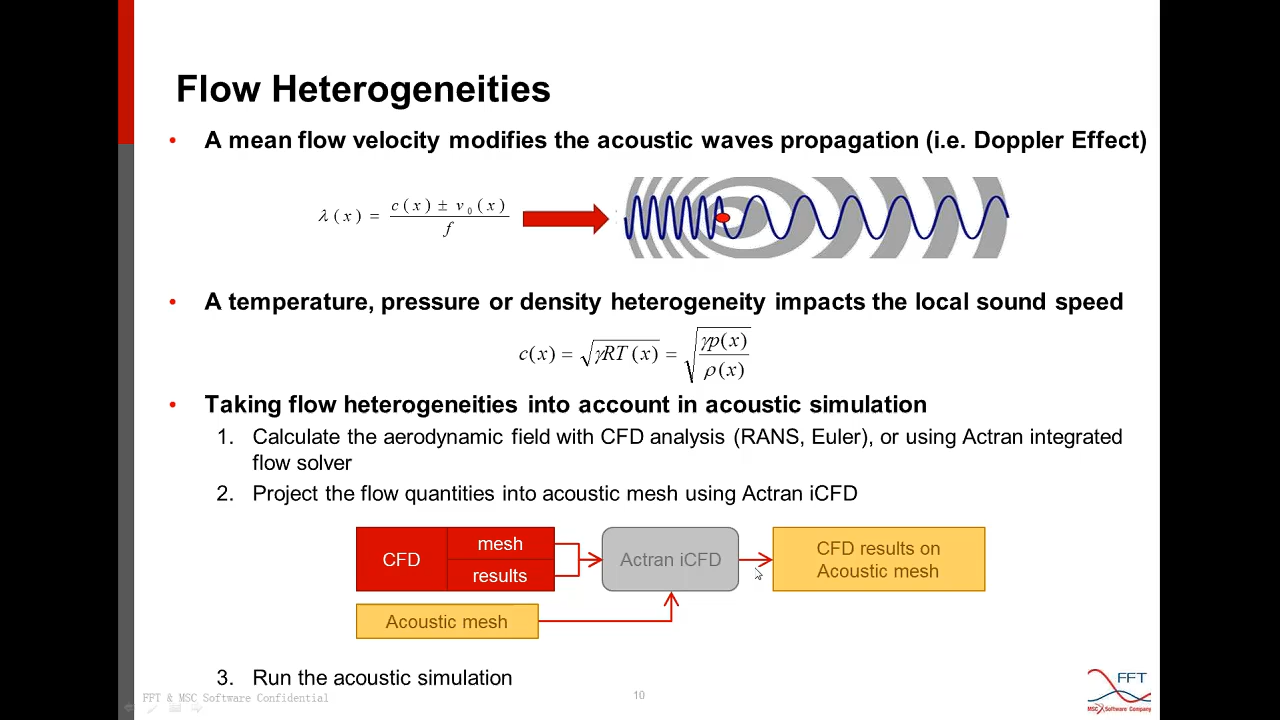 Flow Heterogeneities
• A mean flow velocity modifies the acoustic waves propagation (i.e. Doppler Effect)
λ(x) = (c(x) ± v₀(x)) / f
• A temperature, pressure or density heterogeneity impacts the local sound speed
c(x) = √(γRT(x)) = √(γp(x) / ρ(x))
• Taking flow heterogeneities into account in acoustic simulation
1. Calculate the aerodynamic field with CFD analysis (RANS, Euler), or using Actran integrated
flow solver
2. Project the flow quantities into acoustic mesh using Actran iCFD
CFD
mesh
results
Actran iCFD
CFD results on
Acoustic mesh
Acoustic mesh
3. Run the acoustic simulation
FFT & MSC Software Confidential
10
FFT
MSC Software Company